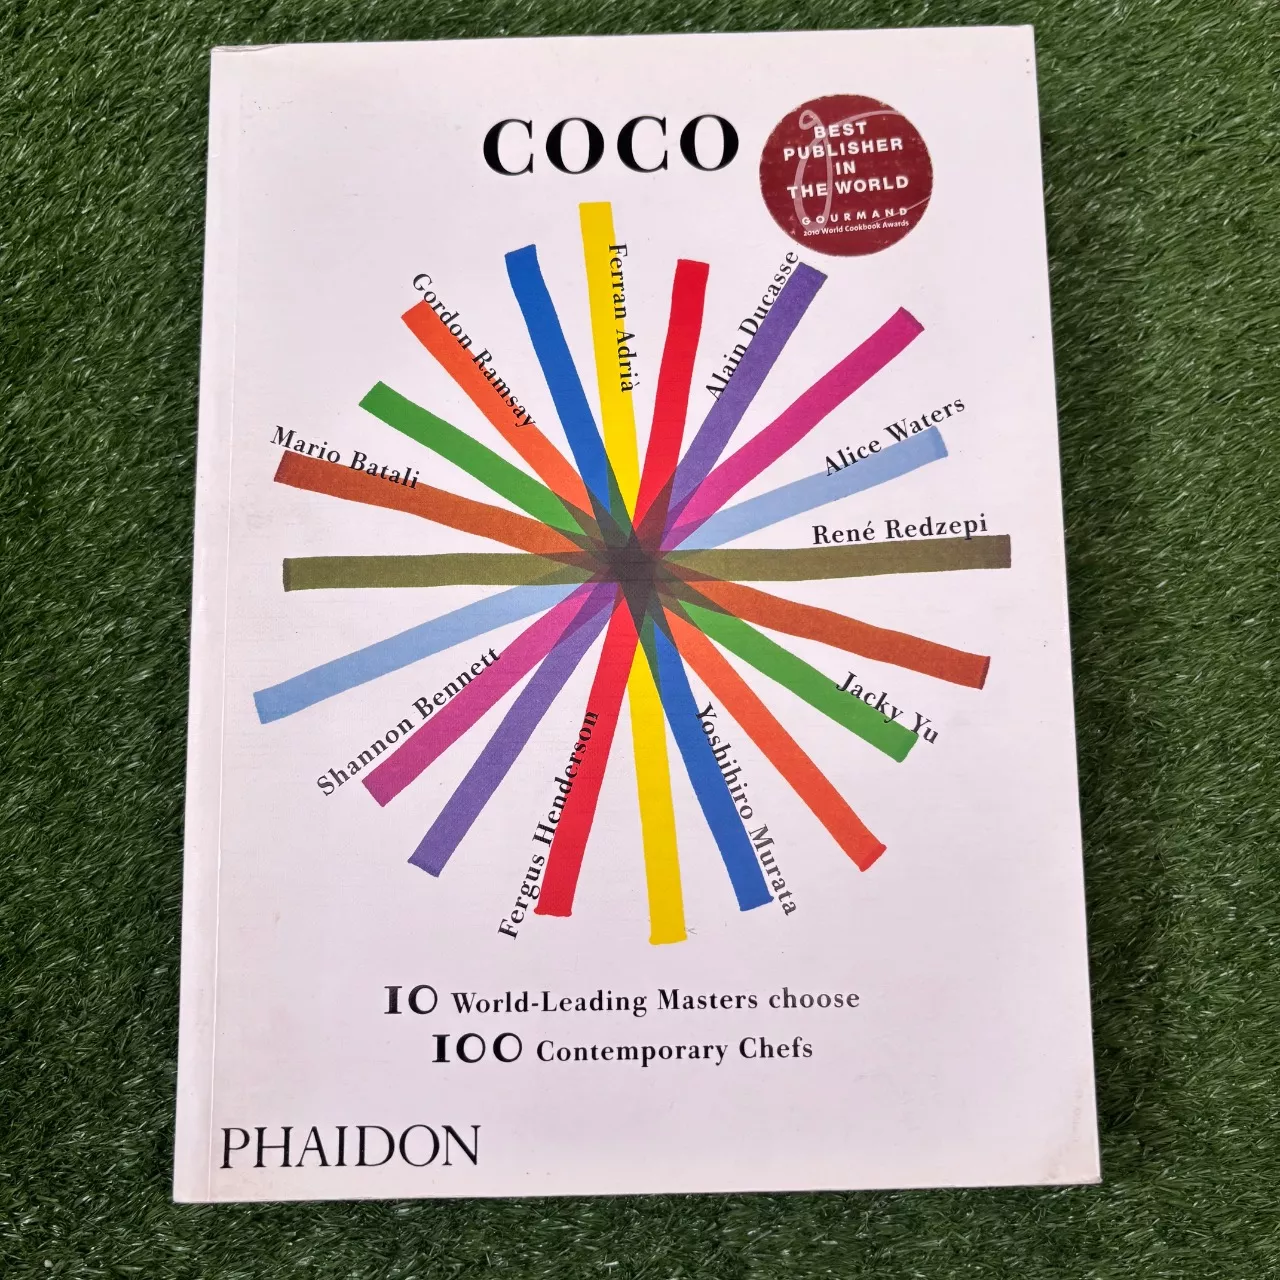 COCO
BEST
PUBLISHER
IN
THE WORLD
GOURMAND
2010 World Cookbook Awards
Ferran Adrià
Gordon Ramsay
Alain Ducasse
Mario Batali
Alice Waters
René Redzepi
Shannon Bennett
Jacky Yu
Fergus Henderson
Yoshihiro Murata
10 World-Leading Masters choose
100 Contemporary Chefs
PHAIDON